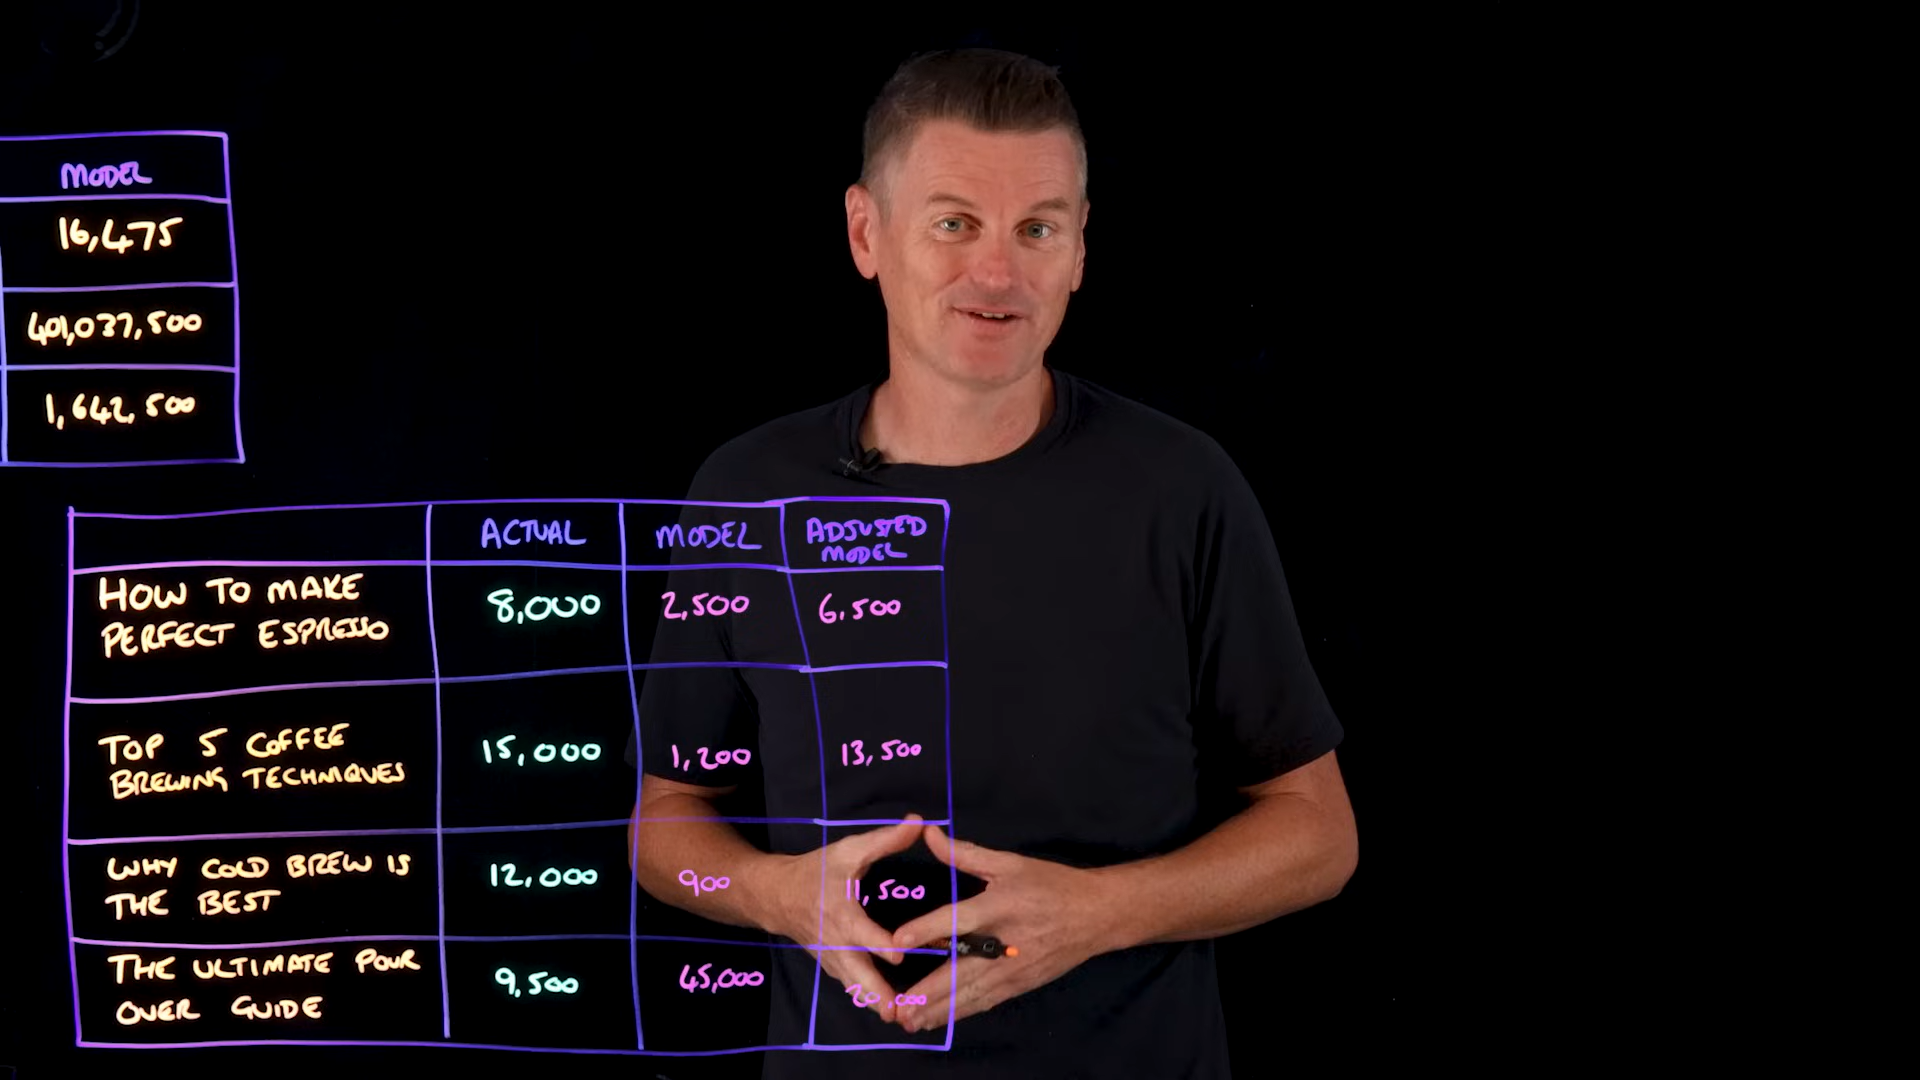 MODEL
16,475
401,037,500
1,642,500
ACTUAL MODEL ADJUSTED
MODEL
HOW TO MAKE
PERFECT ESPRESSO
8,000 2,500 6,500
TOP 5 COFFEE
BREWING TECHNIQUES
15,000 1,200 13,500
WHY COLD BREW IS
THE BEST
12,000 900 11,500
THE ULTIMATE POUR
OVER GUIDE
9,500 45,000 20,000